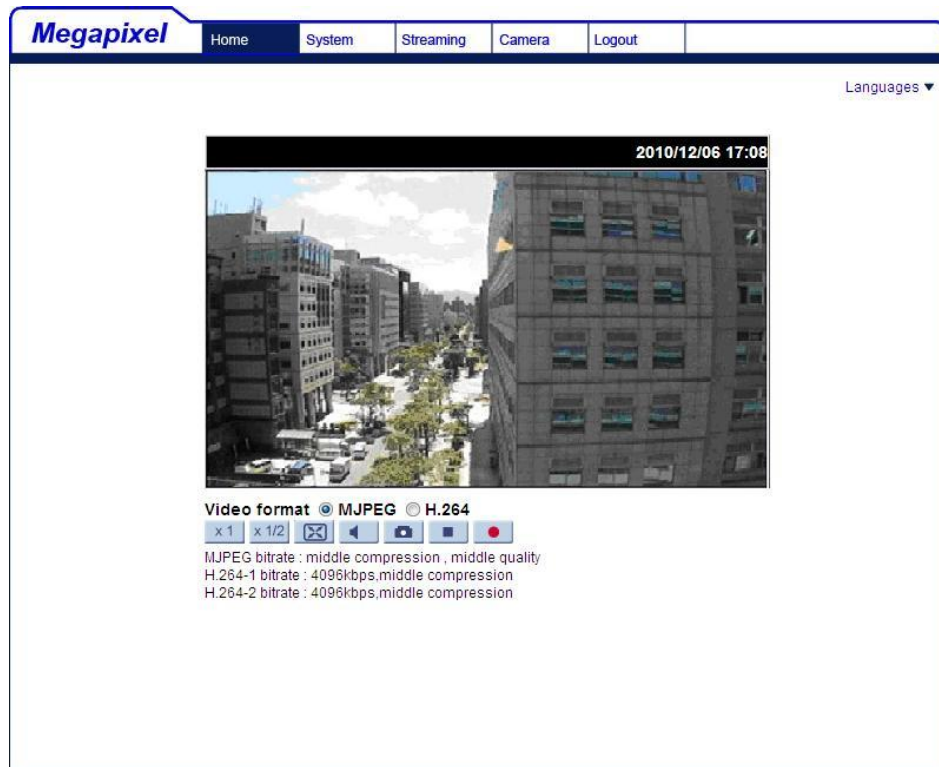 Megapixel
Home System Streaming Camera Logout
Languages ▼
2010/12/06 17:08
Video format MJPEG H.264
x 1 x 1/2
MJPEG bitrate : middle compression , middle quality
H.264-1 bitrate : 4096kbps,middle compression
H.264-2 bitrate : 4096kbps,middle compression